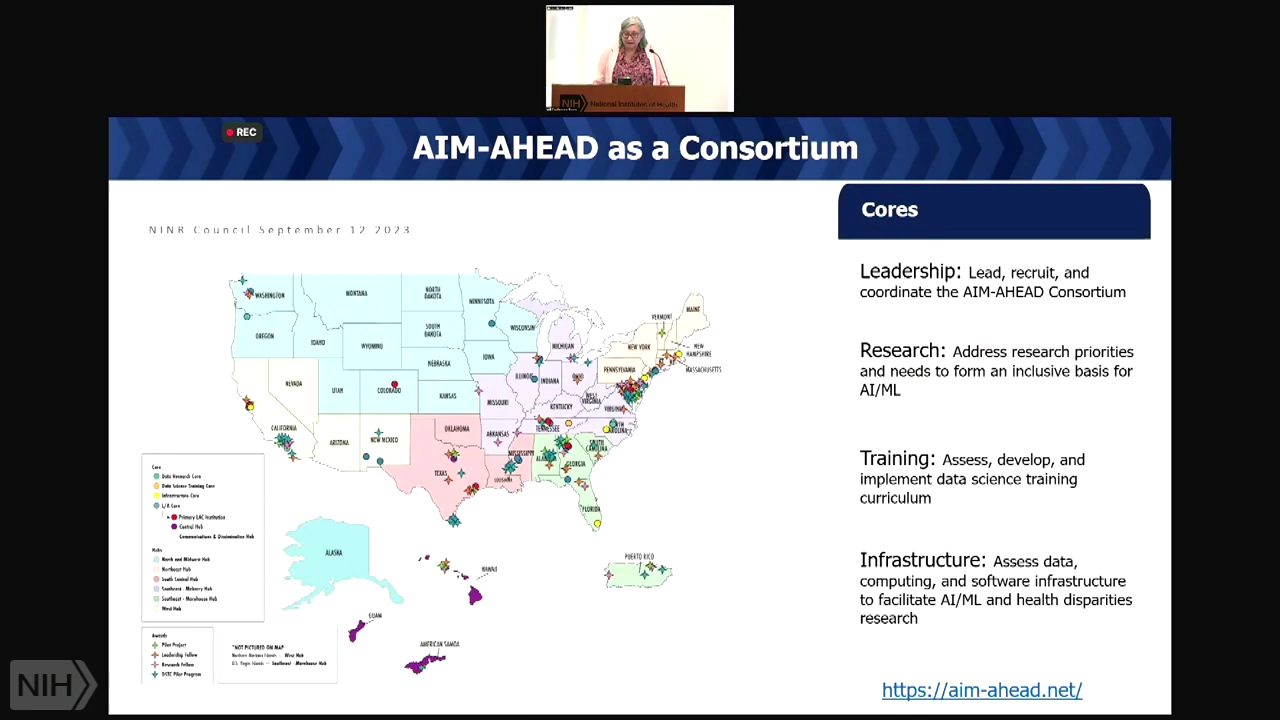 NIH National Institutes of Health
REC
AIM-AHEAD as a Consortium
NINR Council September 12 2023
Cores
Leadership: Lead, recruit, and
coordinate the AIM-AHEAD Consortium
Research: Address research priorities
and needs to form an inclusive basis for
AI/ML
Training: Assess, develop, and
implement data science training
curriculum
Infrastructure: Assess data,
computing, and software infrastructure
to facilitate AI/ML and health disparities
research
https://aim-ahead.net/
WASHINGTON
MONTANA
NORTH
DAKOTA
MINNESOTA
OREGON
IDAHO
WYOMING
SOUTH
DAKOTA
WISCONSIN
MICHIGAN
VERMONT
MAINE
NEW YORK
NEW
HAMPSHIRE
MASSACHUSETTS
NEVADA
UTAH
COLORADO
NEBRASKA
IOWA
KANSAS
MISSOURI
ILLINOIS
INDIANA
OHIO
PENNSYLVANIA
WEST
VIRGINIA
VIRGINIA
KENTUCKY
CALIFORNIA
ARIZONA
NEW MEXICO
OKLAHOMA
ARKANSAS
TENNESSEE
CAROLINA
SOUTH
CAROLINA
TEXAS
LOUISIANA
MISSISSIPPI
GEORGIA
FLORIDA
ALASKA
HAWAII
PUERTO RICO
GUAM
AMERICAN SAMOA
Core
Data Research Core
Data Science Training Core
Infrastructure Core
L/A Core
Primary LAC Institution
Central Hub
Communications & Dissemination Hub
Hubs
North and Midwest Hub
Northeast Hub
South Central Hub
Southeast - Meharry Hub
Southeast - Morehouse Hub
West Hub
Awards
Pilot Project
Leadership Fellow
Research Fellow
DSTC Pilot Program
*NOT PICTURED ON MAP
Northern Mariana Islands — West Hub
U.S. Virgin Islands — Southeast - Morehouse Hub
NIH